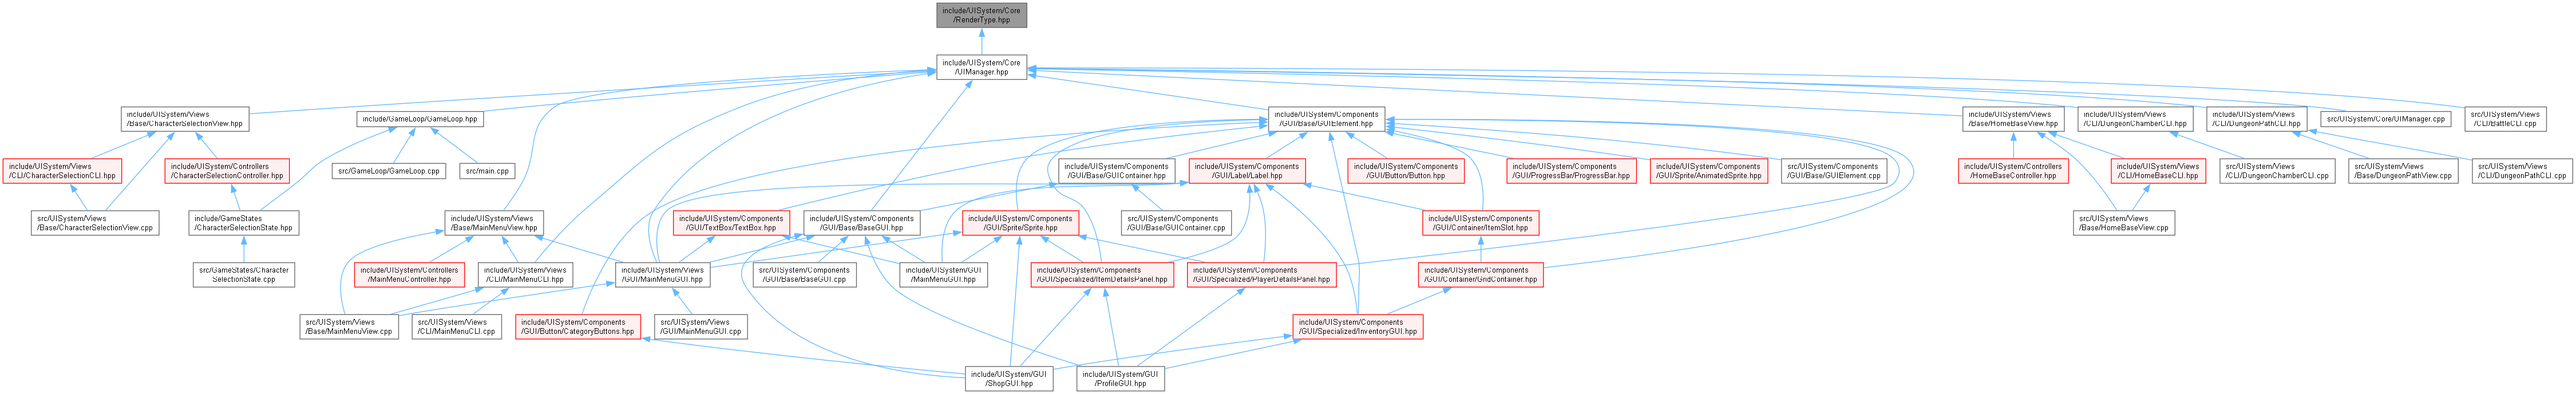 include/UISystem/Core
/RenderType.hpp
include/UISystem/Core
/UIManager.hpp
include/UISystem/Views
/Base/CharacterSelectionView.hpp
include/GameLoop/GameLoop.hpp
include/UISystem/Components
/GUI/Base/GUIElement.hpp
include/UISystem/Views
/Base/HomeBaseView.hpp
include/UISystem/Views
/CLI/DungeonChamberCLI.hpp
include/UISystem/Views
/CLI/DungeonPathCLI.hpp
src/UISystem/Core/UIManager.cpp
src/UISystem/Views
/CLI/BattleCLI.cpp
include/UISystem/Views
/CLI/CharacterSelectionCLI.hpp
include/UISystem/Controllers
/CharacterSelectionController.hpp
src/GameLoop/GameLoop.cpp
src/main.cpp
include/UISystem/Components
/GUI/Base/GUIContainer.hpp
include/UISystem/Components
/GUI/Label/Label.hpp
include/UISystem/Components
/GUI/Button/Button.hpp
include/UISystem/Components
/GUI/ProgressBar/ProgressBar.hpp
include/UISystem/Components
/GUI/Sprite/AnimatedSprite.hpp
src/UISystem/Components
/GUI/Base/GUIElement.cpp
include/UISystem/Controllers
/HomeBaseController.hpp
include/UISystem/Views
/CLI/HomeBaseCLI.hpp
src/UISystem/Views
/CLI/DungeonChamberCLI.cpp
src/UISystem/Views
/Base/DungeonPathView.cpp
src/UISystem/Views
/CLI/DungeonPathCLI.cpp
src/UISystem/Views
/Base/CharacterSelectionView.cpp
include/GameStates
/CharacterSelectionState.hpp
include/UISystem/Views
/Base/MainMenuView.hpp
include/UISystem/Components
/GUI/TextBox/TextBox.hpp
include/UISystem/Components
/GUI/Base/BaseGUI.hpp
include/UISystem/Components
/GUI/Sprite/Sprite.hpp
src/UISystem/Components
/GUI/Base/GUIContainer.cpp
include/UISystem/Components
/GUI/Container/ItemSlot.hpp
src/UISystem/Views
/Base/HomeBaseView.cpp
src/GameStates/Character
SelectionState.cpp
include/UISystem/Controllers
/MainMenuController.hpp
include/UISystem/Views
/CLI/MainMenuCLI.hpp
include/UISystem/Views
/GUI/MainMenuGUI.hpp
src/UISystem/Components
/GUI/Base/BaseGUI.cpp
include/UISystem/GUI
/MainMenuGUI.hpp
include/UISystem/Components
/GUI/Specialized/ItemDetailsPanel.hpp
include/UISystem/Components
/GUI/Specialized/PlayerDetailsPanel.hpp
include/UISystem/Components
/GUI/Container/GridContainer.hpp
src/UISystem/Views
/Base/MainMenuView.cpp
src/UISystem/Views
/CLI/MainMenuCLI.cpp
include/UISystem/Components
/GUI/Button/CategoryButtons.hpp
src/UISystem/Views
/GUI/MainMenuGUI.cpp
include/UISystem/Components
/GUI/Specialized/InventoryGUI.hpp
include/UISystem/GUI
/ShopGUI.hpp
include/UISystem/GUI
/ProfileGUI.hpp